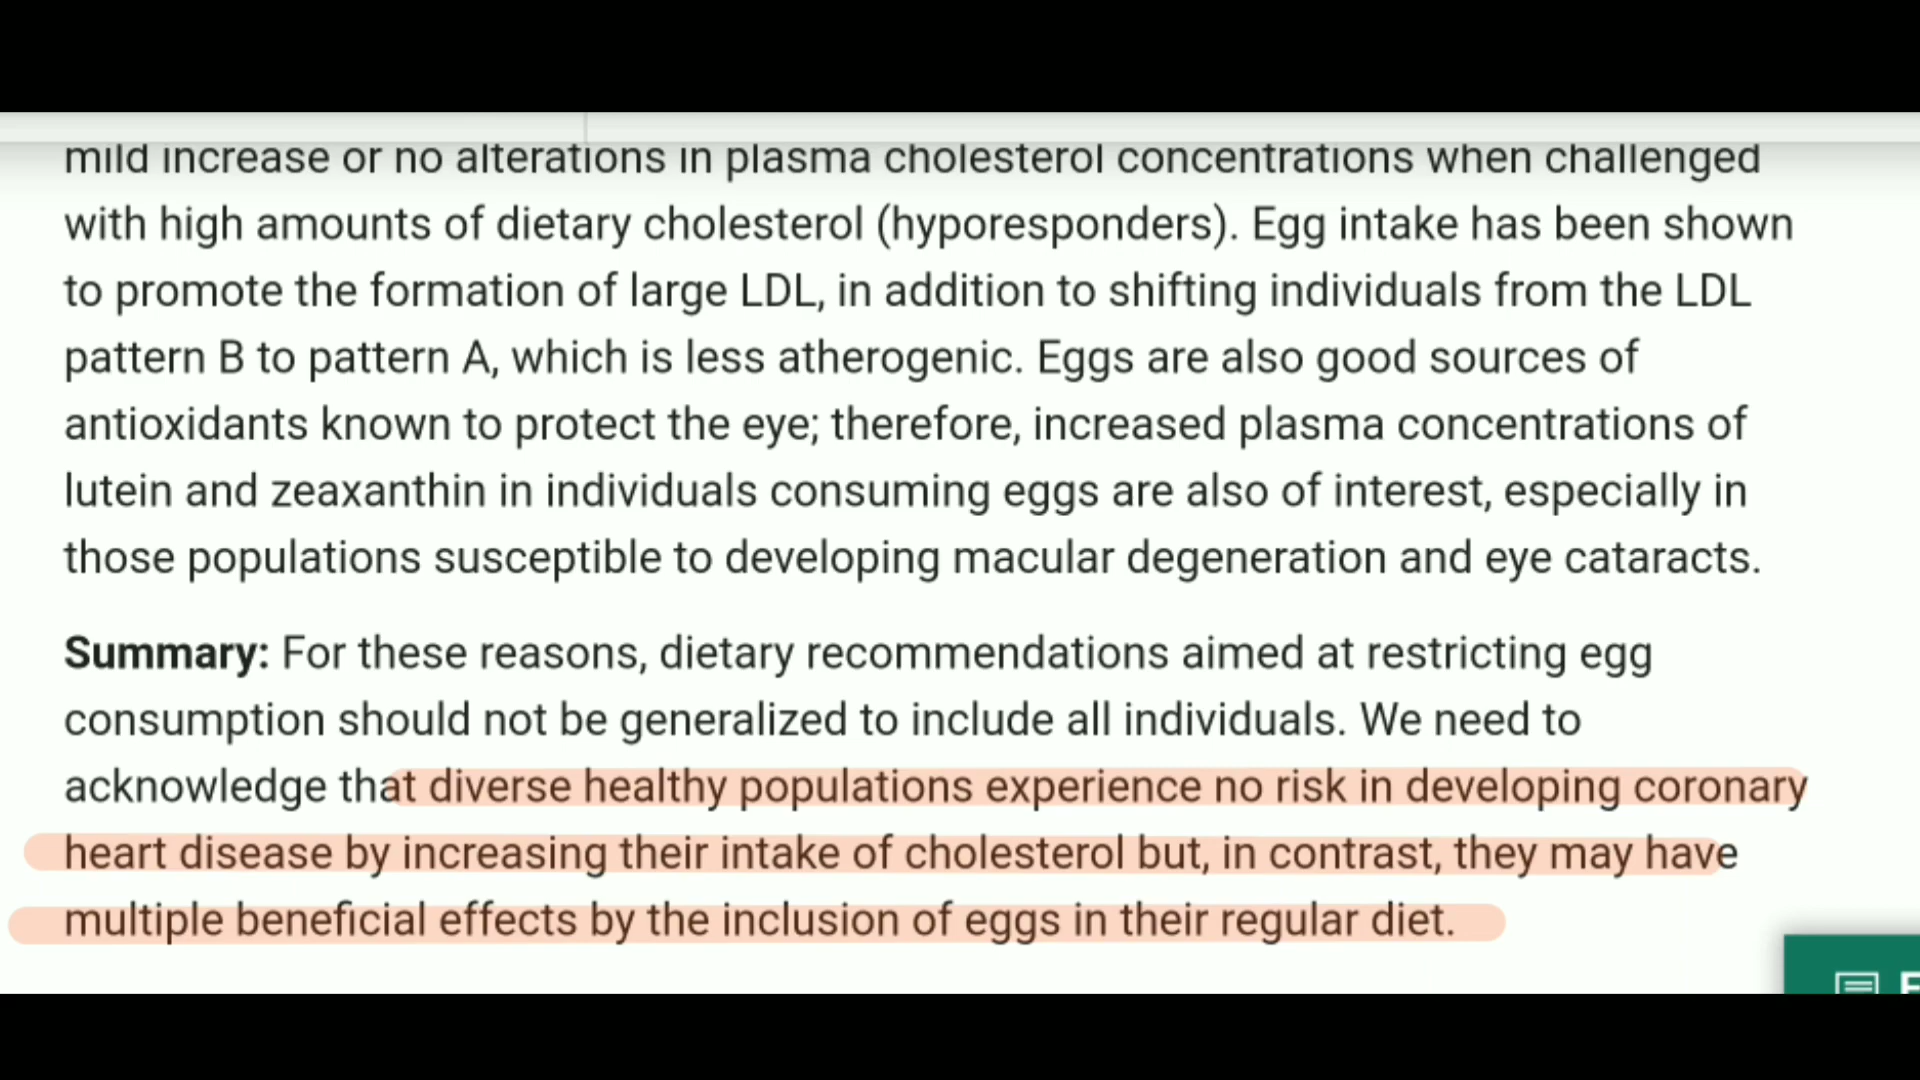 mild increase or no alterations in plasma cholesterol concentrations when challenged
with high amounts of dietary cholesterol (hyporesponders). Egg intake has been shown
to promote the formation of large LDL, in addition to shifting individuals from the LDL
pattern B to pattern A, which is less atherogenic. Eggs are also good sources of
antioxidants known to protect the eye; therefore, increased plasma concentrations of
lutein and zeaxanthin in individuals consuming eggs are also of interest, especially in
those populations susceptible to developing macular degeneration and eye cataracts.
Summary: For these reasons, dietary recommendations aimed at restricting egg
consumption should not be generalized to include all individuals. We need to
acknowledge that diverse healthy populations experience no risk in developing coronary
heart disease by increasing their intake of cholesterol but, in contrast, they may have
multiple beneficial effects by the inclusion of eggs in their regular diet.